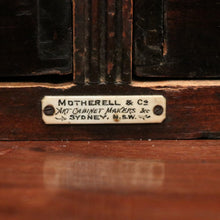 MOTHERELL & CO
ART CABINET MAKERS &c
SYDNEY, N.S.W.